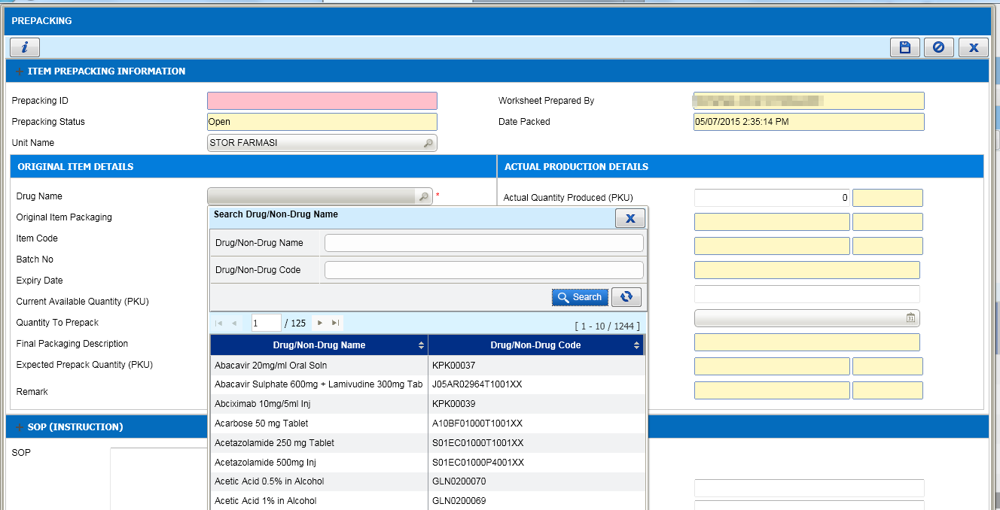 PREPACKING
i
X
ITEM PREPACKING INFORMATION
Prepacking ID
Worksheet Prepared By
Prepacking Status
Open
Date Packed
05/07/2015 2:35:14 PM
Unit Name
STOR FARMASI
ORIGINAL ITEM DETAILS
ACTUAL PRODUCTION DETAILS
Drug Name
*
Actual Quantity Produced (PKU)
0
Original Item Packaging
Item Code
Batch No
Expiry Date
Current Available Quantity (PKU)
Quantity To Prepack
31
Final Packaging Description
Expected Prepack Quantity (PKU)
Remark
Search Drug/Non-Drug Name
X
Drug/Non-Drug Name
Drug/Non-Drug Code
Search
1 / 125
[ 1 - 10 / 1244 ]
Drug/Non-Drug Name Drug/Non-Drug Code
Abacavir 20mg/ml Oral Soln KPK00037
Abacavir Sulphate 600mg + Lamivudine 300mg Tab J05AR02964T1001XX
Abciximab 10mg/5ml Inj KPK00039
Acarbose 50 mg Tablet A10BF01000T1001XX
Acetazolamide 250 mg Tablet S01EC01000T1001XX
Acetazolamide 500mg Inj S01EC01000P4001XX
Acetic Acid 0.5% in Alcohol GLN0200070
Acetic Acid 1% in Alcohol GLN0200069
SOP (INSTRUCTION)
SOP